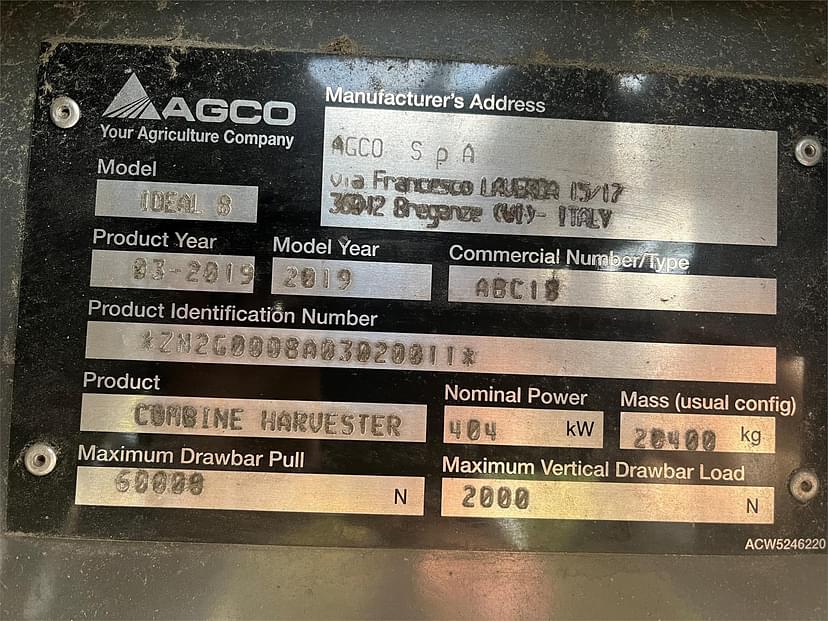 AGCO
Your Agriculture Company
Manufacturer's Address
AGCO S p A
via Francesco LAVERDA 15/17
36042 Breganze (VI)- ITALY
Model
IDEAL 8
Product Year
03-2019
Model Year
2019
Commercial Number/Type
ABC18
Product Identification Number
*ZN2G0008A03020011*
Product
COMBINE HARVESTER
Nominal Power
404 kW
Mass (usual config)
20400 kg
Maximum Drawbar Pull
60000 N
Maximum Vertical Drawbar Load
2000 N
ACW5246220